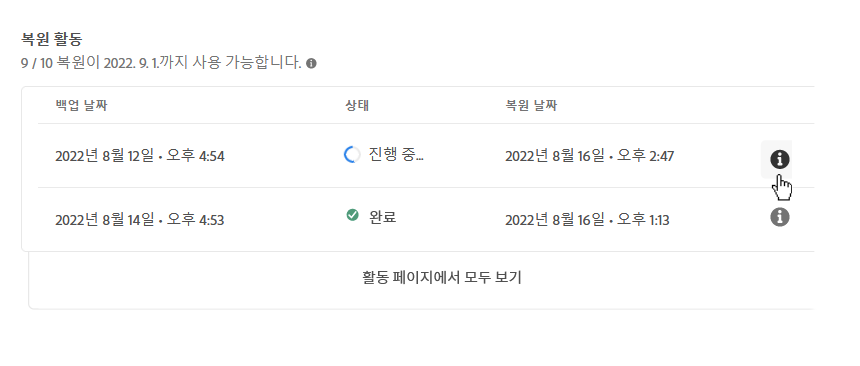 복원 활동
9 / 10 복원이 2022. 9. 1.까지 사용 가능합니다.
백업 날짜 상태 복원 날짜
2022년 8월 12일 • 오후 4:54 진행 중... 2022년 8월 16일 • 오후 2:47
2022년 8월 14일 • 오후 4:53 완료 2022년 8월 16일 • 오후 1:13
활동 페이지에서 모두 보기